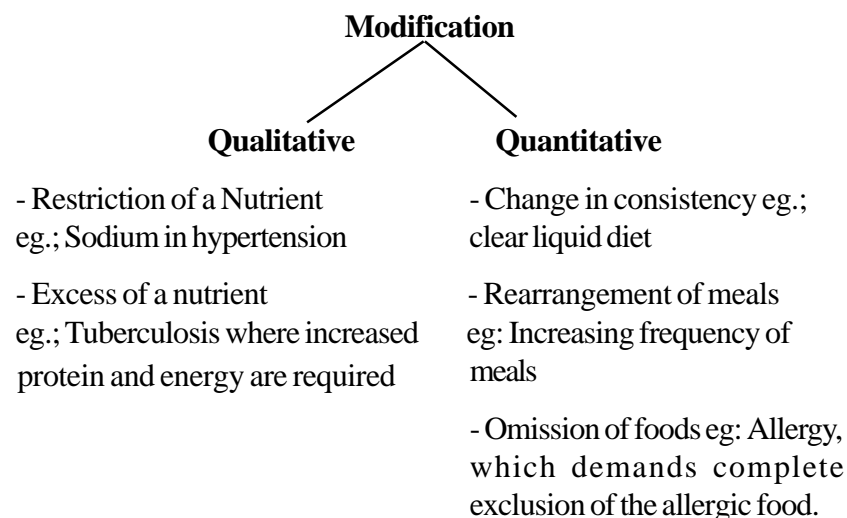 Modification
Qualitative
Quantitative
- Restriction of a Nutrient
eg.; Sodium in hypertension
- Excess of a nutrient
eg.; Tuberculosis where increased
protein and energy are required
- Change in consistency eg.;
clear liquid diet
- Rearrangement of meals
eg: Increasing frequency of
meals
- Omission of foods eg: Allergy,
which demands complete
exclusion of the allergic food.